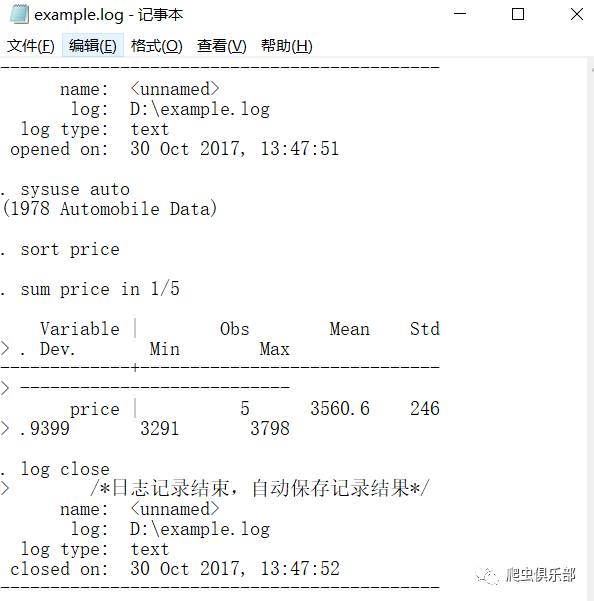 example.log - 记事本
文件(F) 编辑(E) 格式(O) 查看(V) 帮助(H)
--------------------------------------------
      name:  <unnamed>
       log:  D:\example.log
  log type:  text
 opened on:  30 Oct 2017, 13:47:51
. sysuse auto
(1978 Automobile Data)
. sort price
. sum price in 1/5
    Variable |        Obs        Mean    Std
> . Dev.       Min        Max
-------------+------------------------------
> ---------------------------
       price |          5      3560.6    246
> .9399       3291       3798
. log close
>        /*日志记录结束，自动保存记录结果*/
      name:  <unnamed>
       log:  D:\example.log
  log type:  text
 closed on:  30 Oct 2017, 13:47:52
--------------------------------------------
爬虫俱乐部